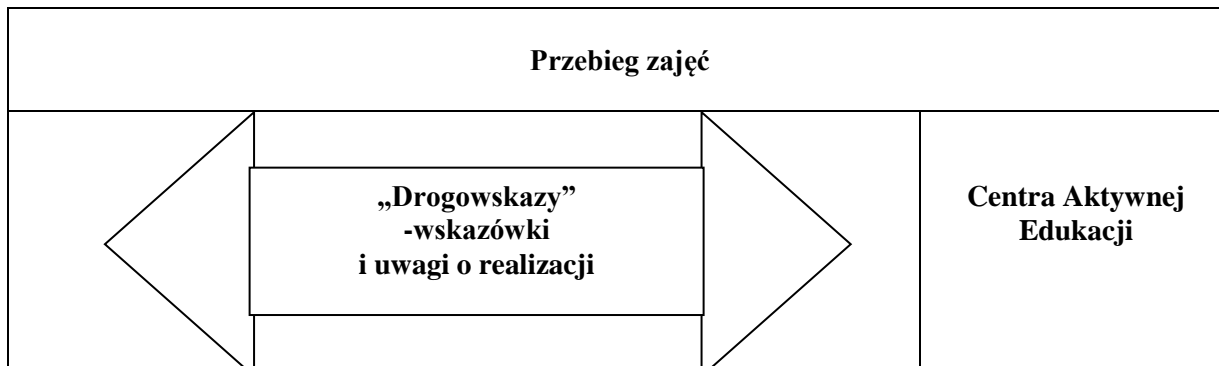 Przebieg zajęć
„Drogowskazy”
-wskazówki
i uwagi o realizacji
Centra Aktywnej
Edukacji